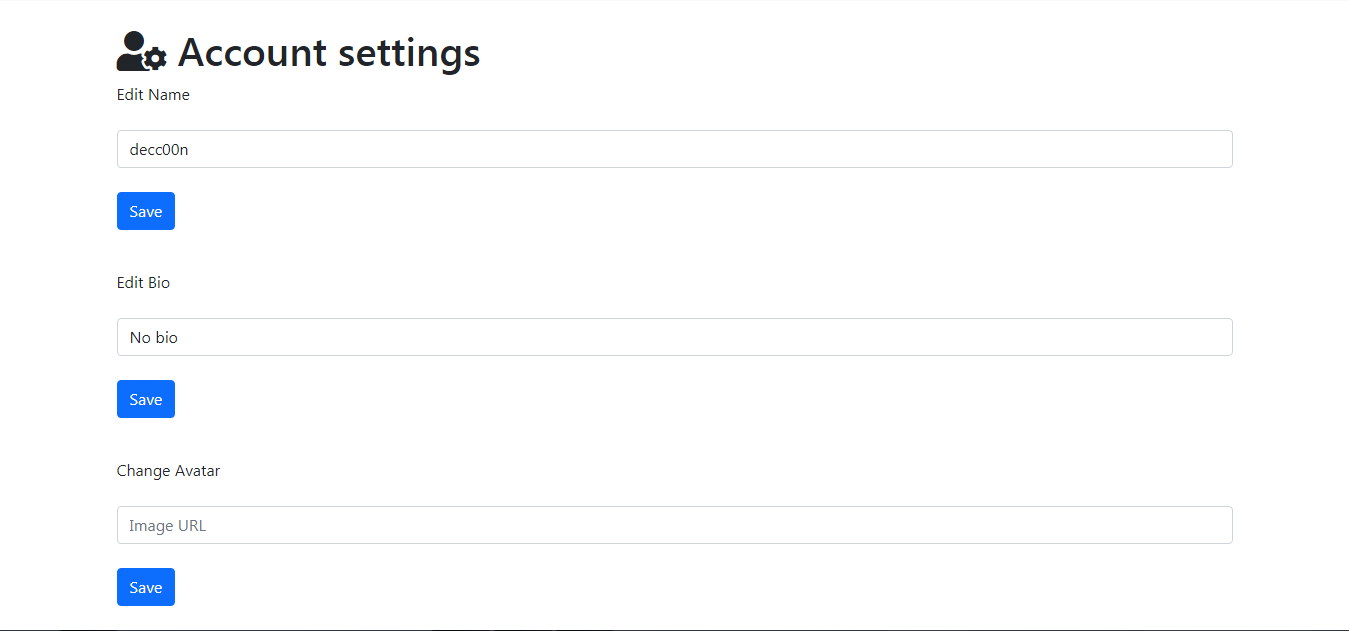 Account settings
Edit Name
decc00n
Save
Edit Bio
No bio
Save
Change Avatar
Image URL
Save